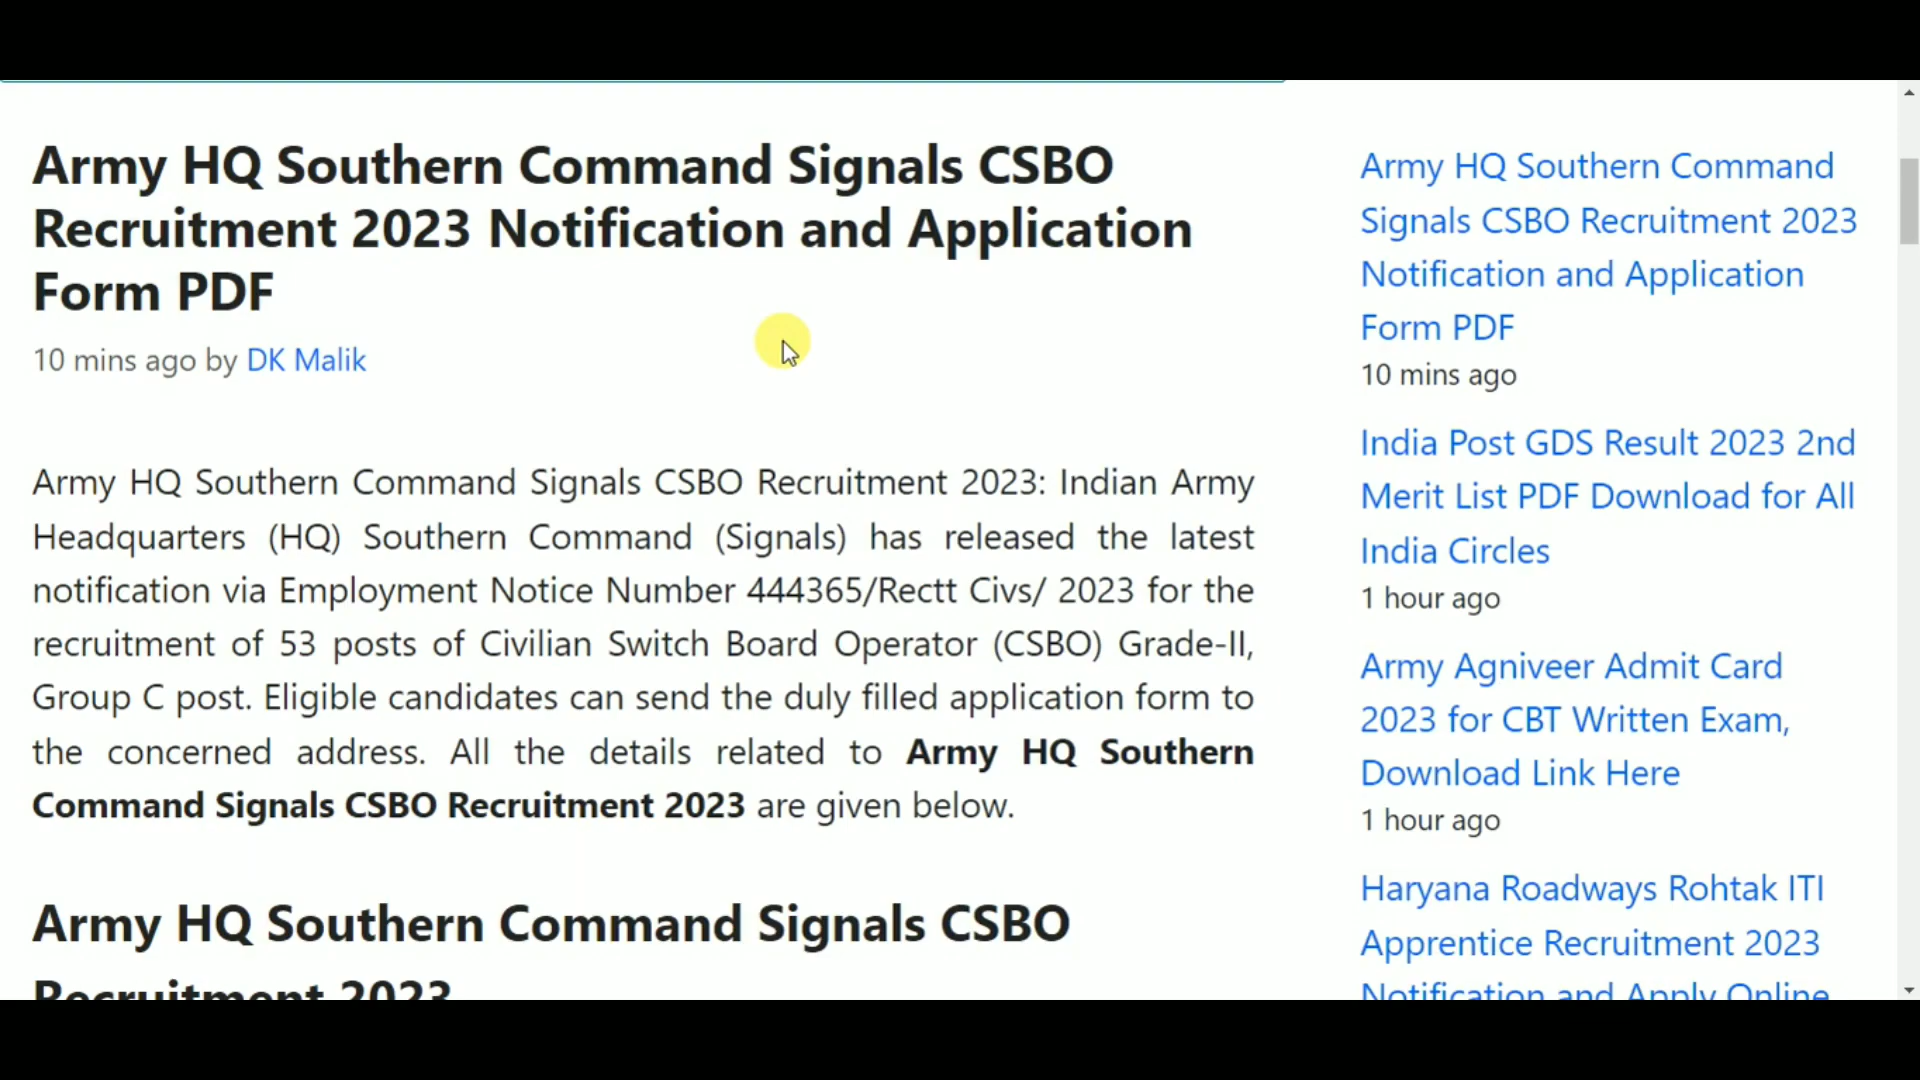 Army HQ Southern Command Signals CSBO
Recruitment 2023 Notification and Application
Form PDF
10 mins ago by DK Malik
Army HQ Southern Command Signals CSBO Recruitment 2023: Indian Army
Headquarters (HQ) Southern Command (Signals) has released the latest
notification via Employment Notice Number 444365/Rectt Civs/ 2023 for the
recruitment of 53 posts of Civilian Switch Board Operator (CSBO) Grade-II,
Group C post. Eligible candidates can send the duly filled application form to
the concerned address. All the details related to Army HQ Southern
Command Signals CSBO Recruitment 2023 are given below.
Army HQ Southern Command Signals CSBO
Recruitment 2023
Army HQ Southern Command
Signals CSBO Recruitment 2023
Notification and Application
Form PDF
10 mins ago
India Post GDS Result 2023 2nd
Merit List PDF Download for All
India Circles
1 hour ago
Army Agniveer Admit Card
2023 for CBT Written Exam,
Download Link Here
1 hour ago
Haryana Roadways Rohtak ITI
Apprentice Recruitment 2023
Notification and Apply Online